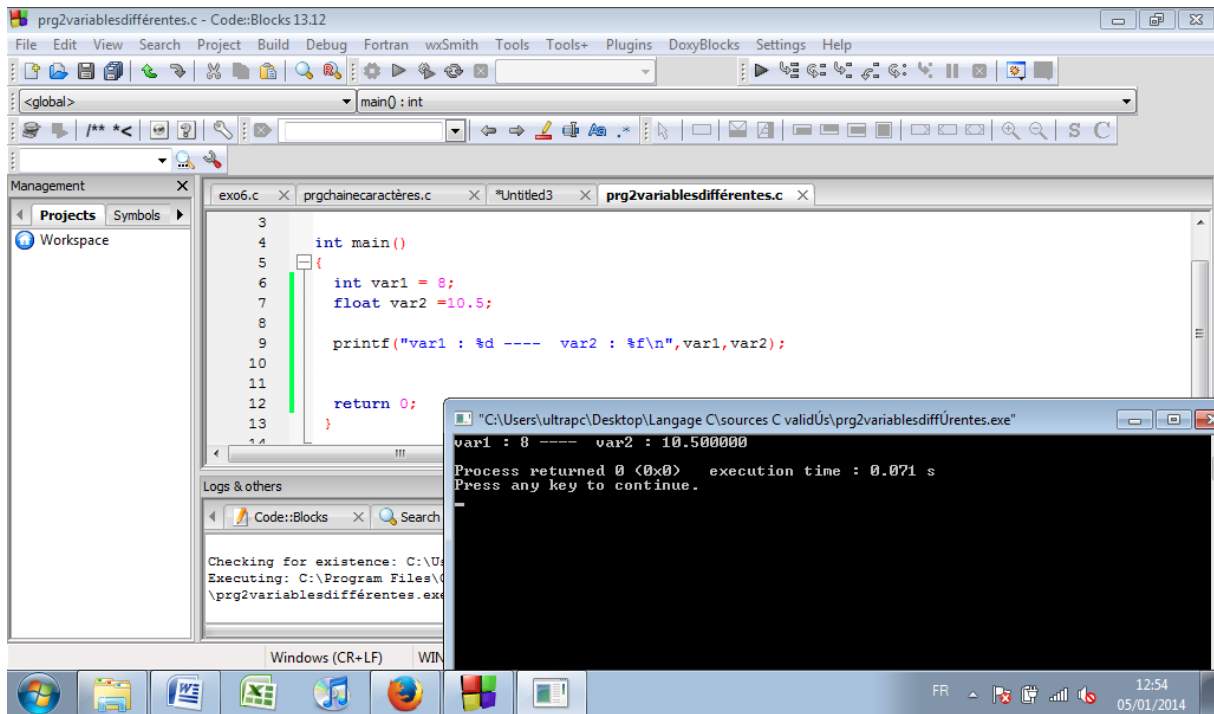 prg2variablesdifférentes.c - Code::Blocks 13.12
File Edit View Search Project Build Debug Fortran wxSmith Tools Tools+ Plugins DoxyBlocks Settings Help
<global> main() : int
/** *< Aa .* S C
Management
exo6.c prgchainecaractères.c *Untitled3 prg2variablesdifférentes.c
Projects Symbols
Workspace
3
4 int main()
5 {
6 int var1 = 8;
7 float var2 =10.5;
8
9 printf("var1 : %d ---- var2 : %f\n",var1,var2);
10
11
12 return 0;
13 }
14
"C:\Users\ultrapc\Desktop\Langage C\sources C validÚs\prg2variablesdiffÚrentes.exe"
var1 : 8 ---- var2 : 10.500000
Process returned 0 (0x0) execution time : 0.071 s
Press any key to continue.
Logs & others
Code::Blocks Search
Checking for existence: C:\Us
Executing: C:\Program Files\C
\prg2variablesdifférentes.exe
Windows (CR+LF) WIN
FR 12:54
05/01/2014